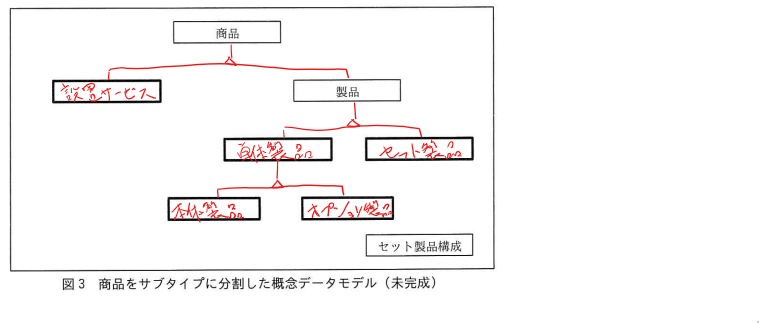 商品
設置サービス
製品
単体製品
セット製品
本体製品
オプション製品
セット製品構成
図3 商品をサブタイプに分割した概念データモデル（未完成）